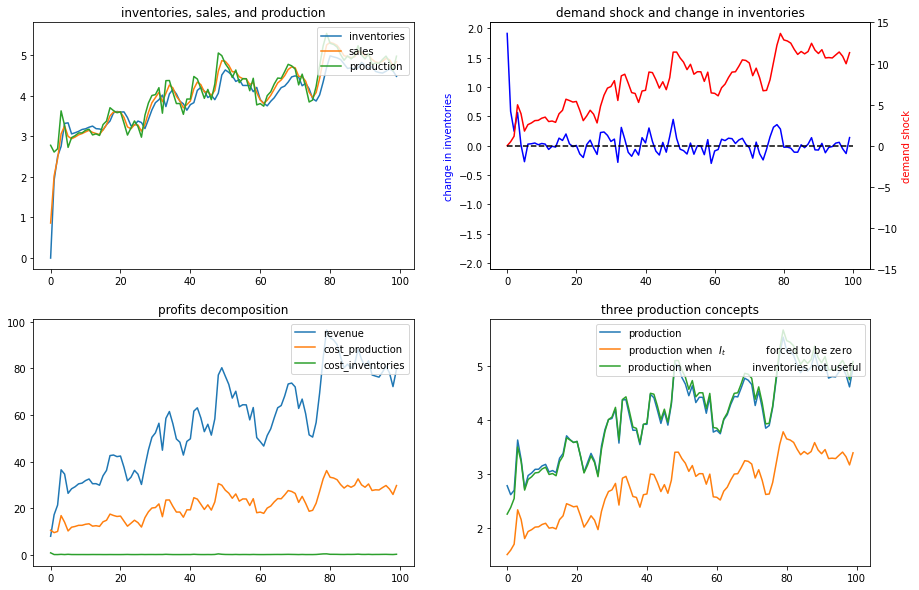 inventories, sales, and production
inventories
sales
production
5
4
3
2
1
0
0 20 40 60 80 100
demand shock and change in inventories
change in inventories
2.0
1.5
1.0
0.5
0.0
−0.5
−1.0
−1.5
−2.0
15
10
5
0
−5
−10
−15
demand shock
0 20 40 60 80 100
profits decomposition
revenue
cost_production
cost_inventories
100
80
60
40
20
0
0 20 40 60 80 100
three production concepts
production
production when I_t forced to be zero
production when inventories not useful
5
4
3
2
0 20 40 60 80 100